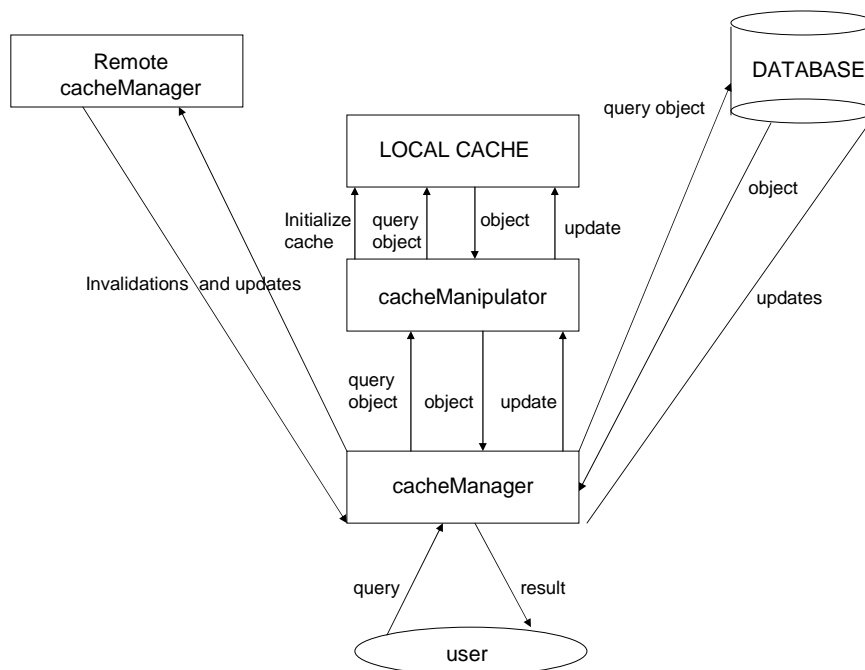 Remote
cacheManager
DATABASE
query object
LOCAL CACHE
object
Initialize
cache
query
object
object
update
Invalidations and updates
cacheManipulator
updates
query
object
object
update
cacheManager
query
result
user